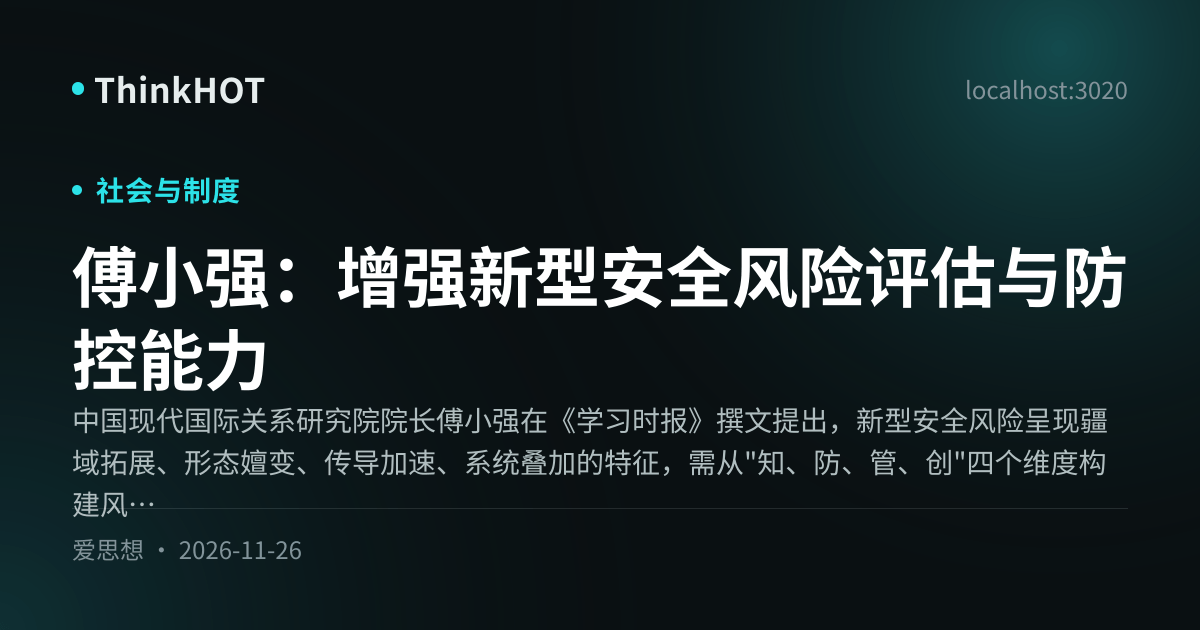 ThinkHOT
localhost:3020
社会与制度
傅小强：增强新型安全风险评估与防
控能力
中国现代国际关系研究院院长傅小强在《学习时报》撰文提出，新型安全风险呈现疆
域拓展、形态嬗变、传导加速、系统叠加的特征，需从"知、防、管、创"四个维度构
建风…
爱思想 • 2026-11-26